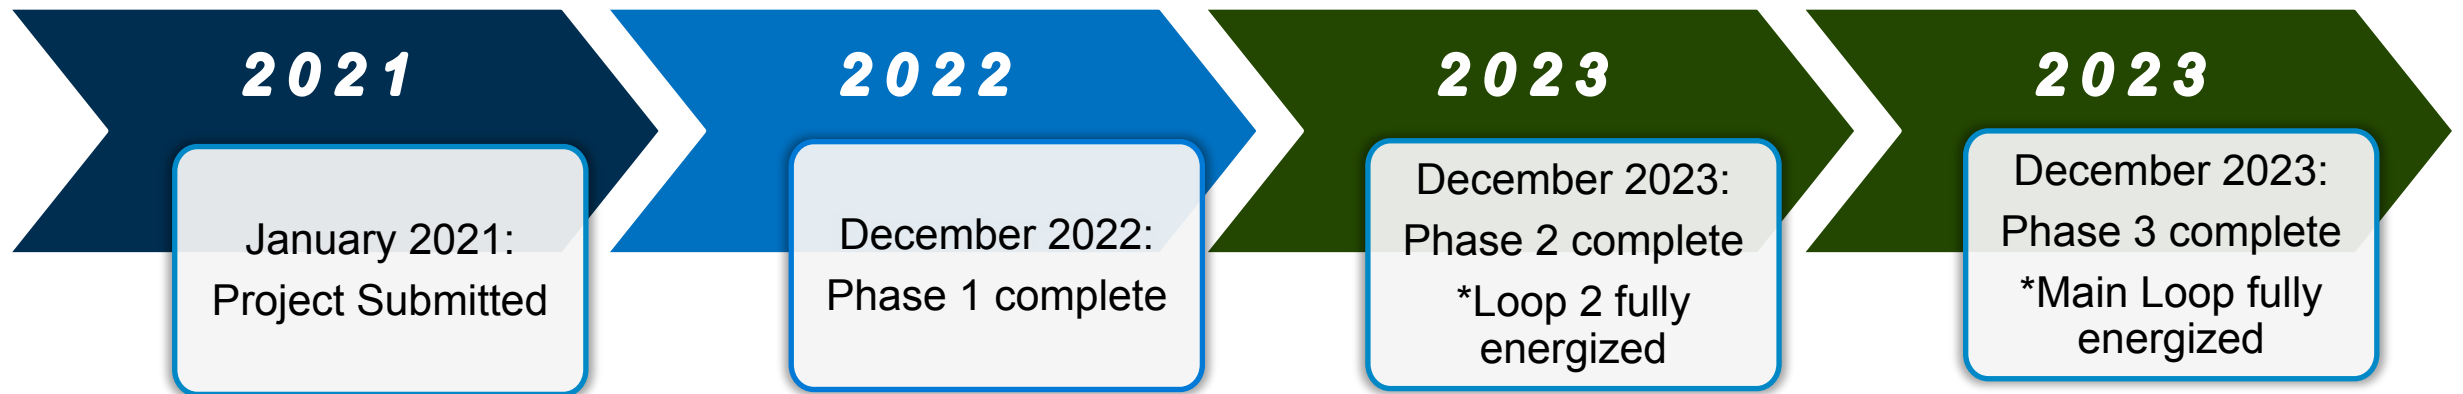 2021
January 2021:
Project Submitted
2022
December 2022:
Phase 1 complete
2023
December 2023:
Phase 2 complete
*Loop 2 fully
energized
2023
December 2023:
Phase 3 complete
*Main Loop fully
energized